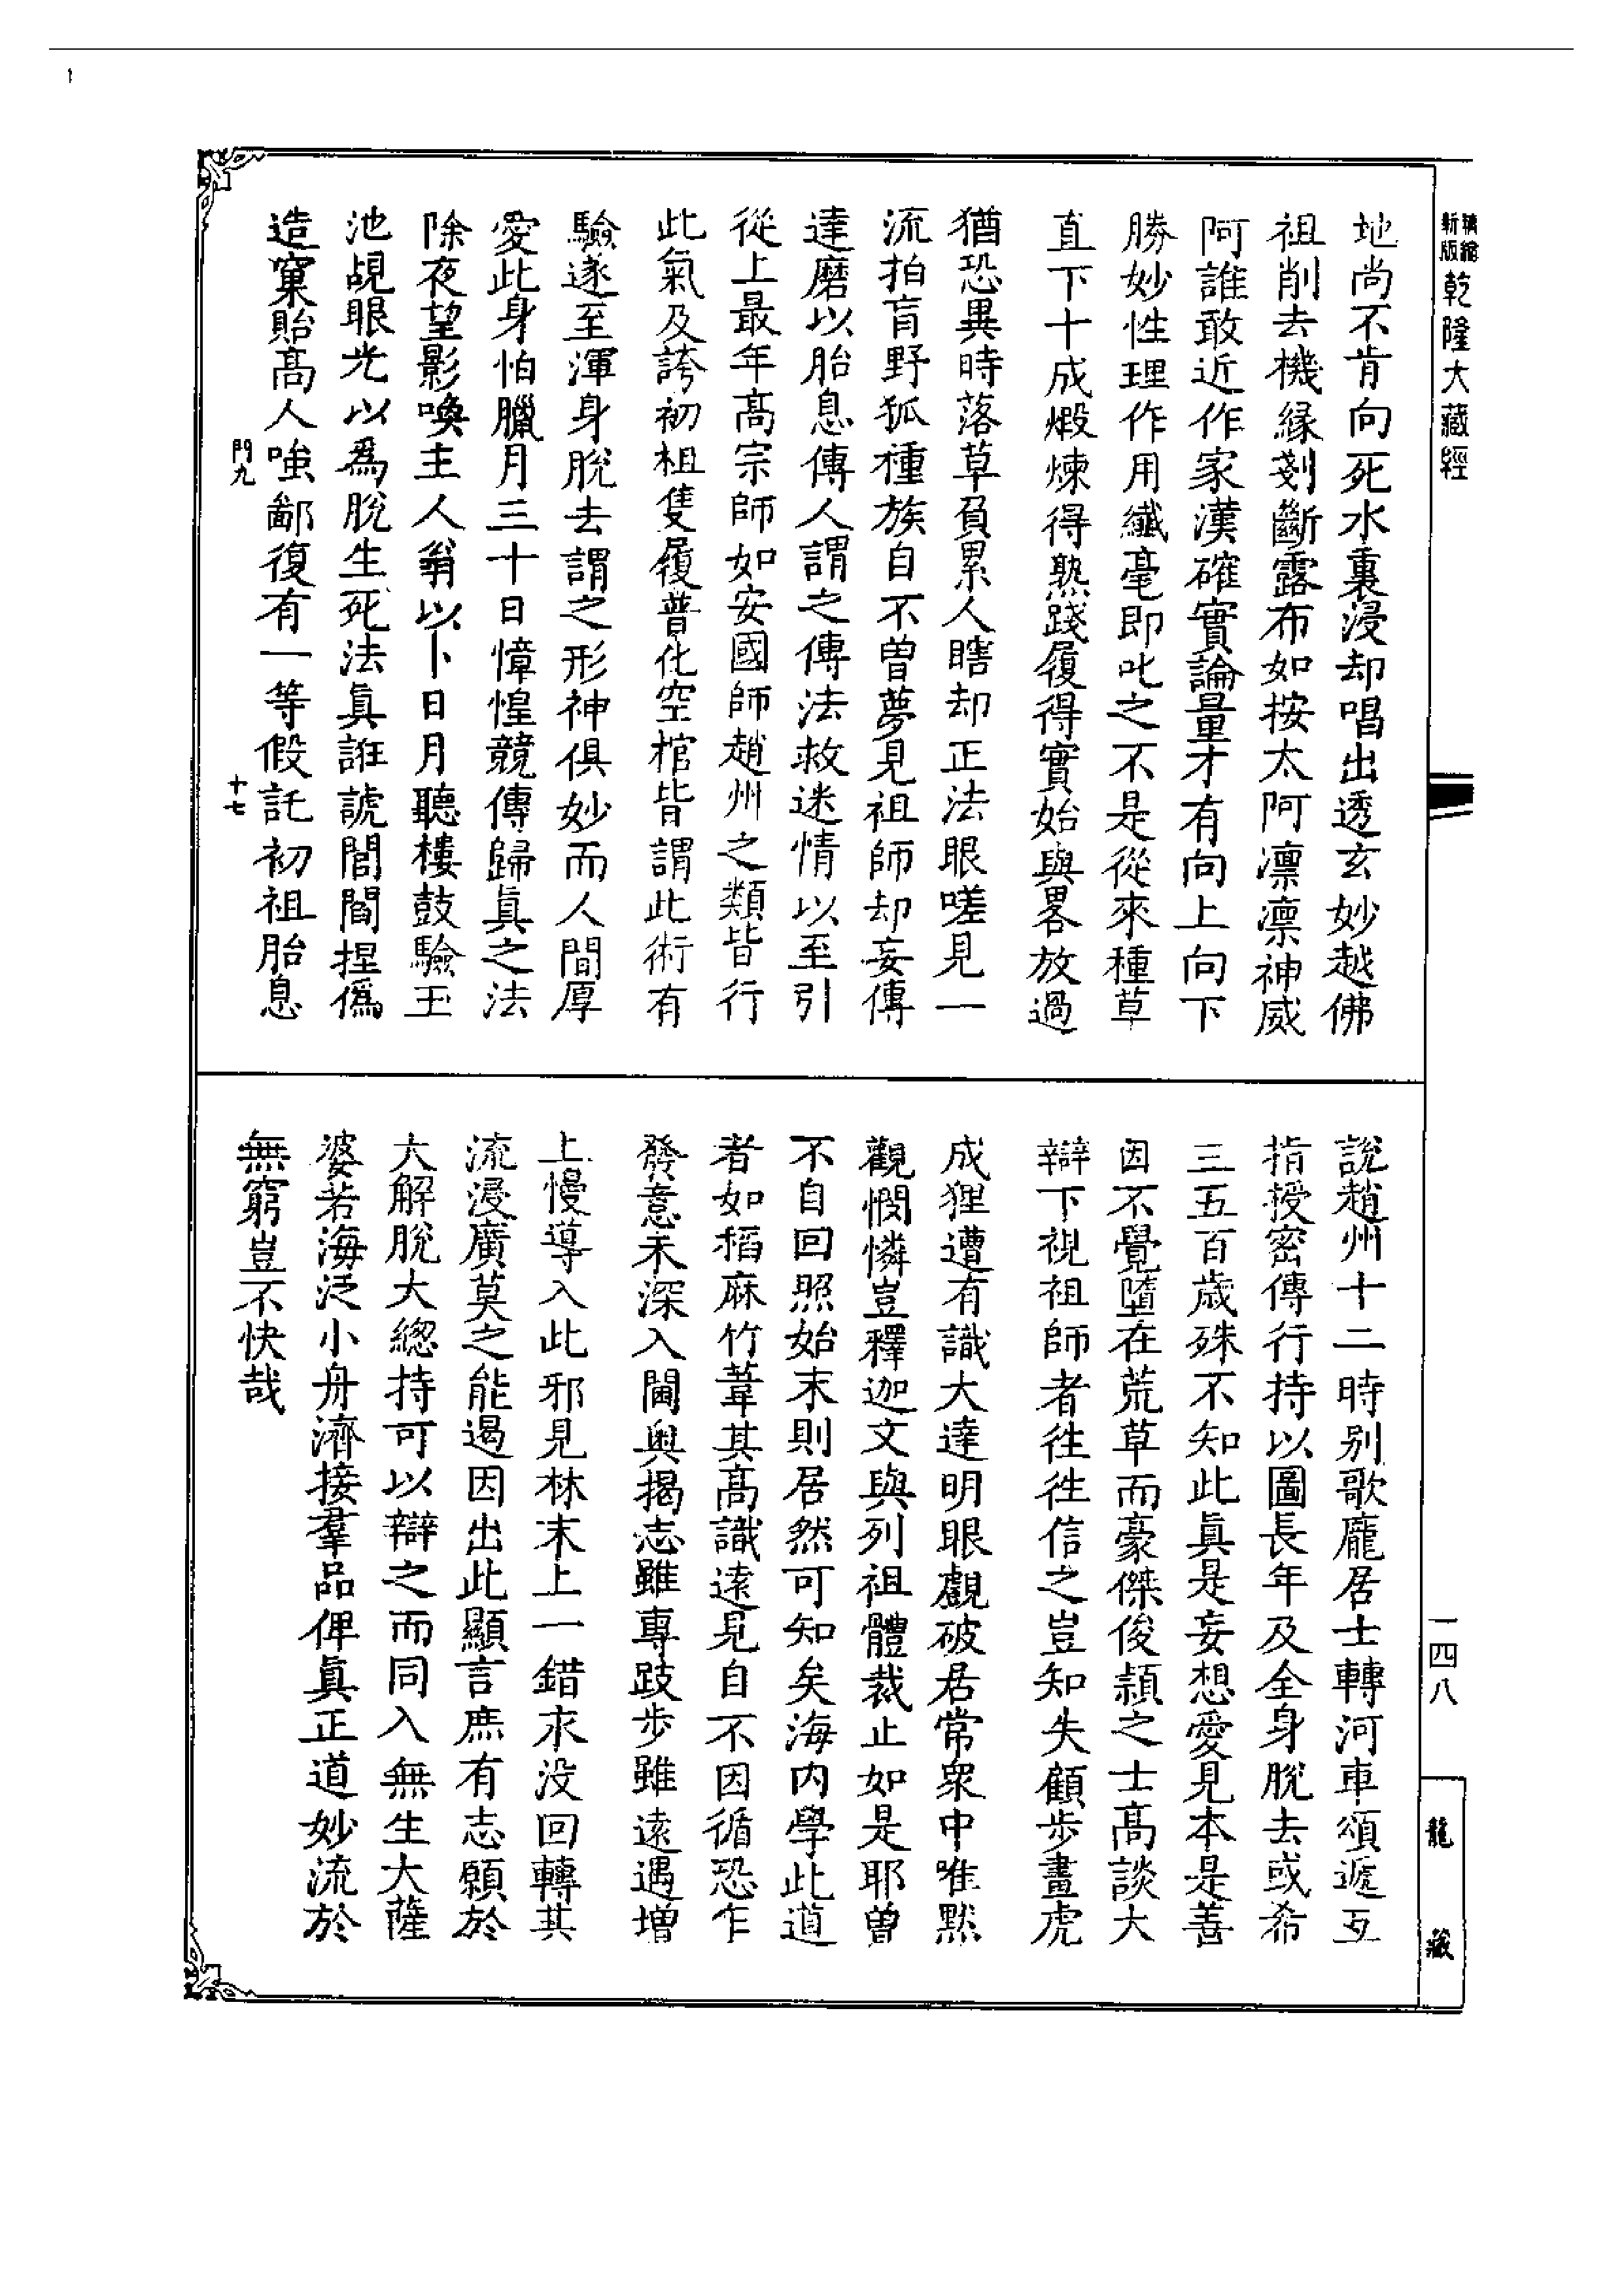 新版精縮乾隆大藏經
一四八
龍藏
地尚不肯向死水裏浸却唱出透玄妙越佛
祖削去機緣剗斷露布如按太阿凛凛神威
阿誰敢近作家漢確實論量才有向上向下
勝妙性理作用纖毫即叱之不是從來種草
直下十成煅煉得熟踐履得實始與畧放過
猶恐異時落草負累人瞎却正法眼嗟見一
流拍盲野狐種族自不曾夢見祖師却妄傳
達磨以胎息傳人謂之傳法救迷情以至引
從上最年高宗師如安國師趙州之類皆行
此氣及誇初祖隻履普化空棺皆謂此術有
驗遂至渾身脫去謂之形神俱妙而人間厚
愛此身怕臘月三十日慞惶競傳歸真之法
除夜望影喚主人翁以卜日月聽樓鼓驗玉
池覘眼光以為脫生死法真誑諕閭閻捏偽
造窠貽高人嗤鄙復有一等假託初祖胎息
門九
十七
說趙州十二時别歌龐居士轉河車頌遞互
指授密傳行持以圖長年及全身脫去或希
三五百歲殊不知此真是妄想愛見本是善
因不覺墮在荒草而豪傑俊頴之士高談大
辯下視祖師者往往信之豈知失顧步畫虎
成狸遭有識大達明眼覷破居常衆中唯默
觀憫憐豈釋迦文與列祖體裁止如是耶曾
不自回照始末則居然可知矣海内學此道
者如稻麻竹葦其高識遠見自不因循恐乍
發意未深入閫奥揭志雖專跂步雖遠遇增
上慢導入此邪見林末上一錯求没回轉其
流浸廣莫之能遏因出此顯言庶有志願於
大解脫大總持可以辯之而同入無生大薩
婆若海泛小舟濟接羣品俾真正道妙流於
無窮豈不快哉